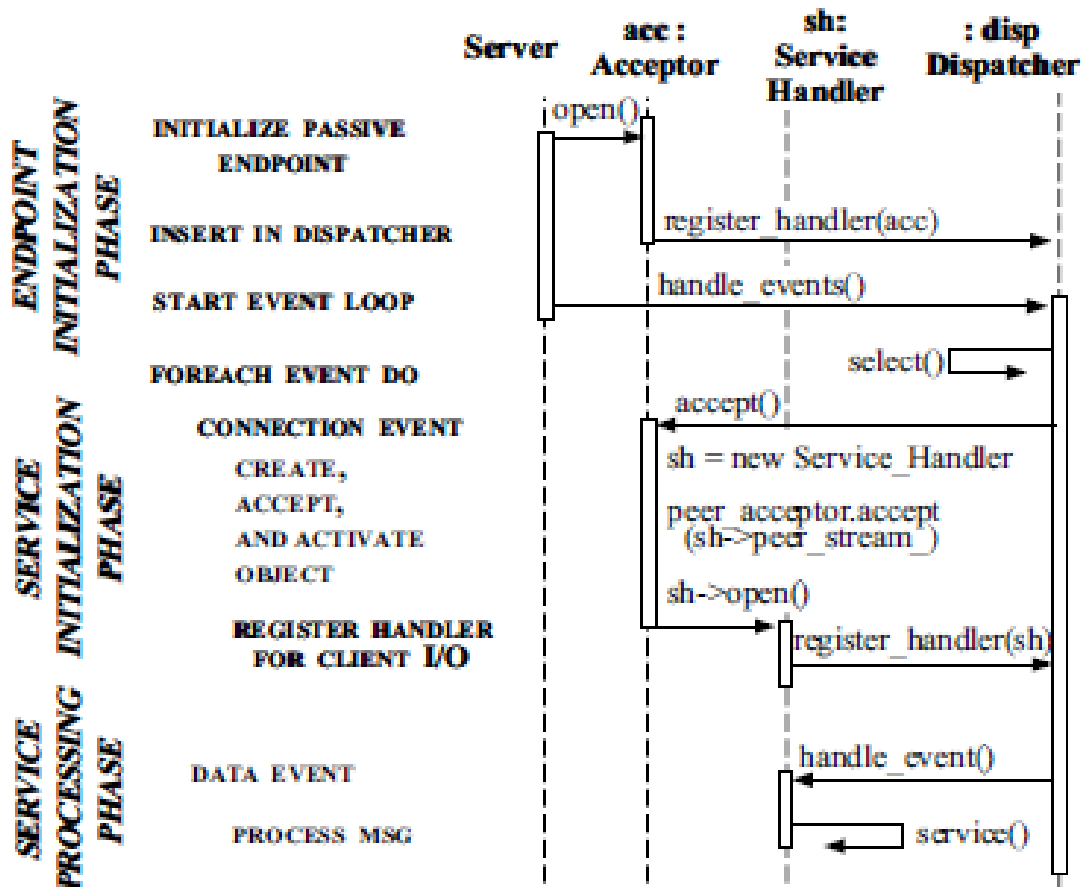 Server
acc :
Acceptor
sh:
Service
Handler
: disp
Dispatcher
ENDPOINT
INITIALIZATION
PHASE
INITIALIZE PASSIVE
ENDPOINT
open()
INSERT IN DISPATCHER
register_handler(acc)
START EVENT LOOP
handle_events()
FOREACH EVENT DO
select()
SERVICE
INITIALIZATION
PHASE
CONNECTION EVENT
accept()
CREATE,
sh = new Service_Handler
ACCEPT,
peer_acceptor.accept
AND ACTIVATE
(sh->peer_stream_)
OBJECT
sh->open()
REGISTER HANDLER
FOR CLIENT I/O
register_handler(sh)
SERVICE
PROCESSING
PHASE
DATA EVENT
handle_event()
PROCESS MSG
service()